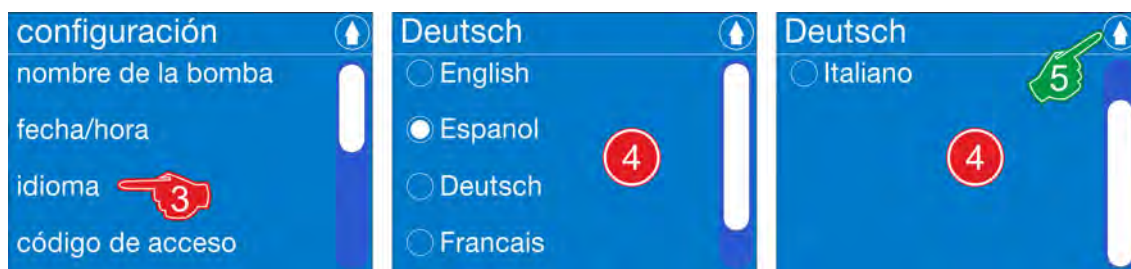 configuración
nombre de la bomba
fecha/hora
idioma
3
código de acceso
Deutsch
English
Espanol
4
Deutsch
Francais
Deutsch
5
Italiano
4